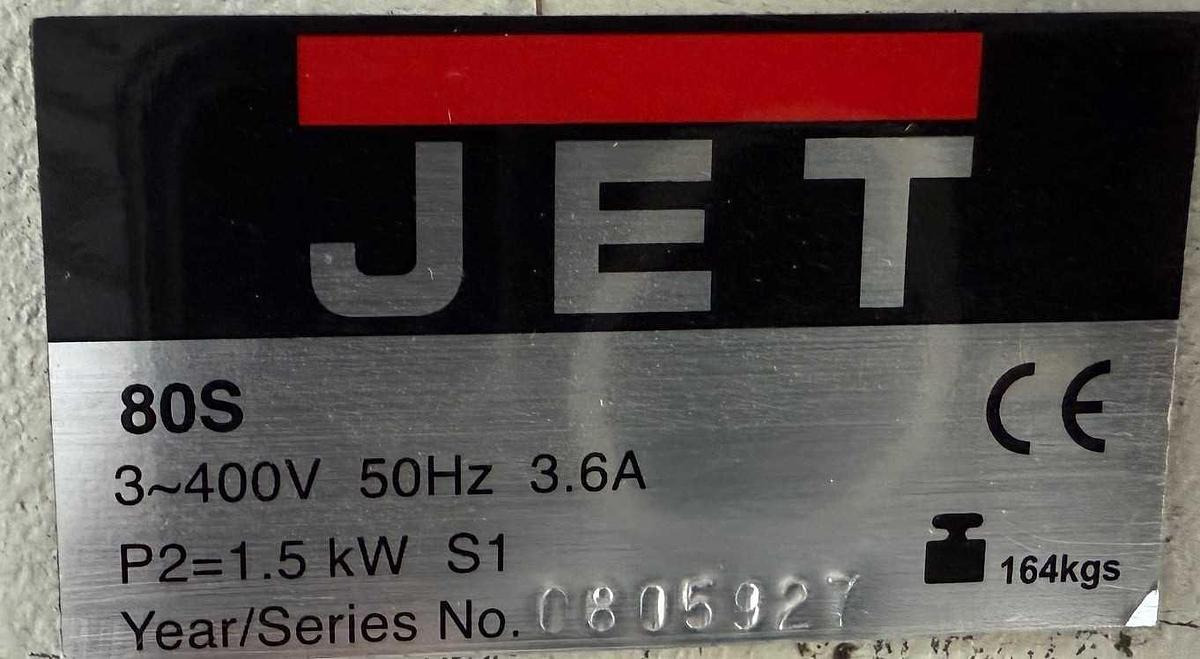 JET
80S
CE
3~400V 50Hz 3.6A
P2=1.5 kW S1
164kgs
Year/Series No. 0805927